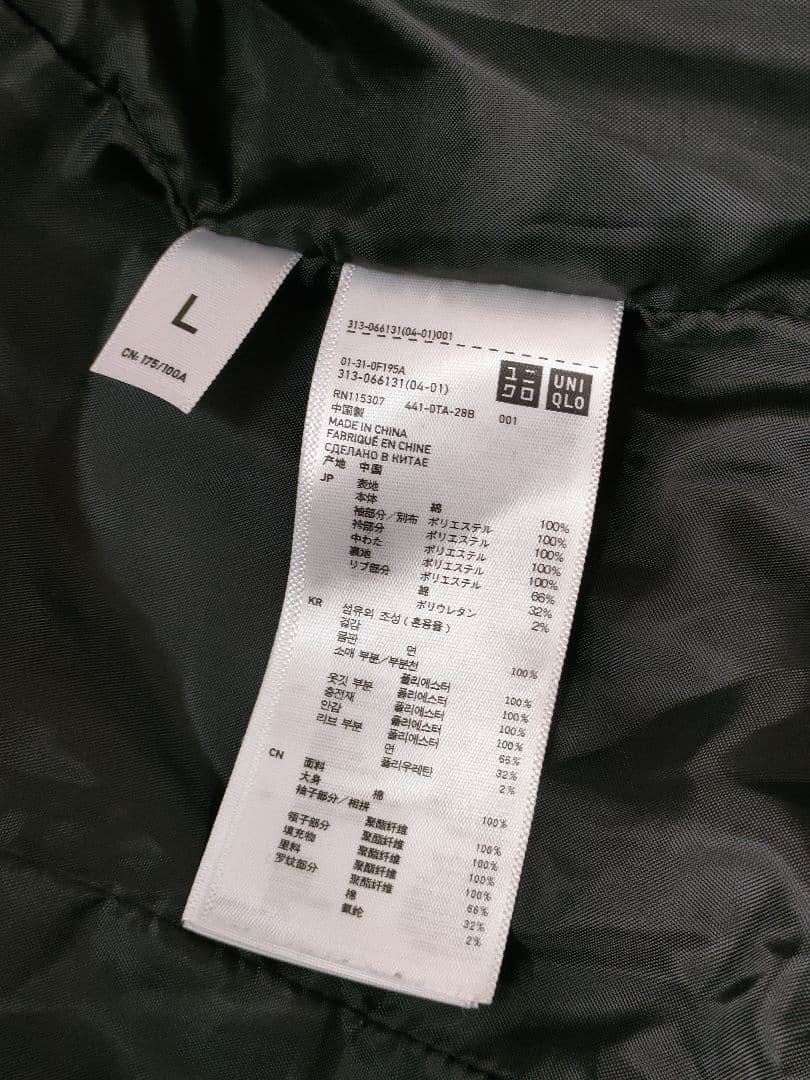 L
CN: 175/100A
313-066131(04-01)001
01-31-0F195A
313-066131(04-01)
ユニクロ
UNIQLO
RN115307 441-0TA-28B 001
中国製
MADE IN CHINA
FABRIQUÉ EN CHINE
СДЕЛАНО В КИТАЕ
产地 中国
JP 表地
本体 綿 100%
袖部分/別布 ポリエステル 100%
衿部分 ポリエステル 100%
中わた ポリエステル 100%
裏地 ポリエステル 100%
リブ部分 ポリエステル 66%
綿 32%
ポリウレタン 2%
KR 섬유의 조성(혼용율)
겉감
몸판 면 100%
소매 부분/부분천 폴리에스터 100%
옷깃 부분 폴리에스터 100%
충전재 폴리에스터 100%
안감 폴리에스터 100%
리브 부분 폴리에스터 66%
면 32%
폴리우레탄 2%
CN 面料
大身 棉 100%
袖子部分/相拼 聚酯纤维 100%
领子部分 聚酯纤维 100%
填充物 聚酯纤维 100%
里料 聚酯纤维 100%
罗纹部分 聚酯纤维 66%
棉 32%
氨纶 2%